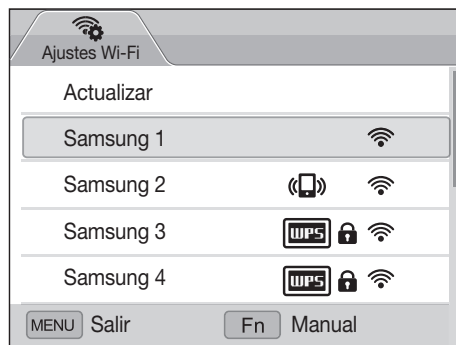 Ajustes Wi-Fi
Actualizar
Samsung 1
Samsung 2
Samsung 3 WPS
Samsung 4 WPS
MENU Salir Fn Manual